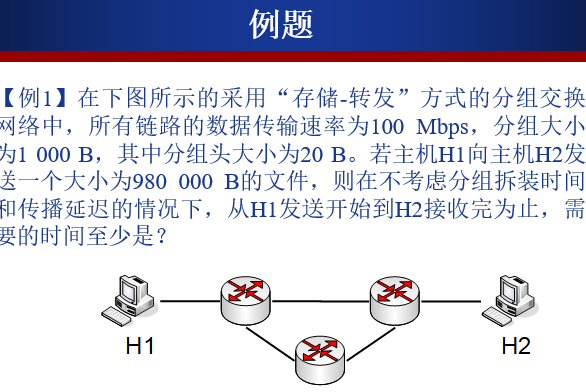 例题
【例1】在下图所示的采用“存储-转发”方式的分组交换
网络中，所有链路的数据传输速率为100 Mbps，分组大小
为1 000 B，其中分组头大小为20 B。若主机H1向主机H2发
送一个大小为980 000 B的文件，则在不考虑分组拆装时间
和传播延迟的情况下，从H1发送开始到H2接收完为止，需
要的时间至少是？
H1
H2